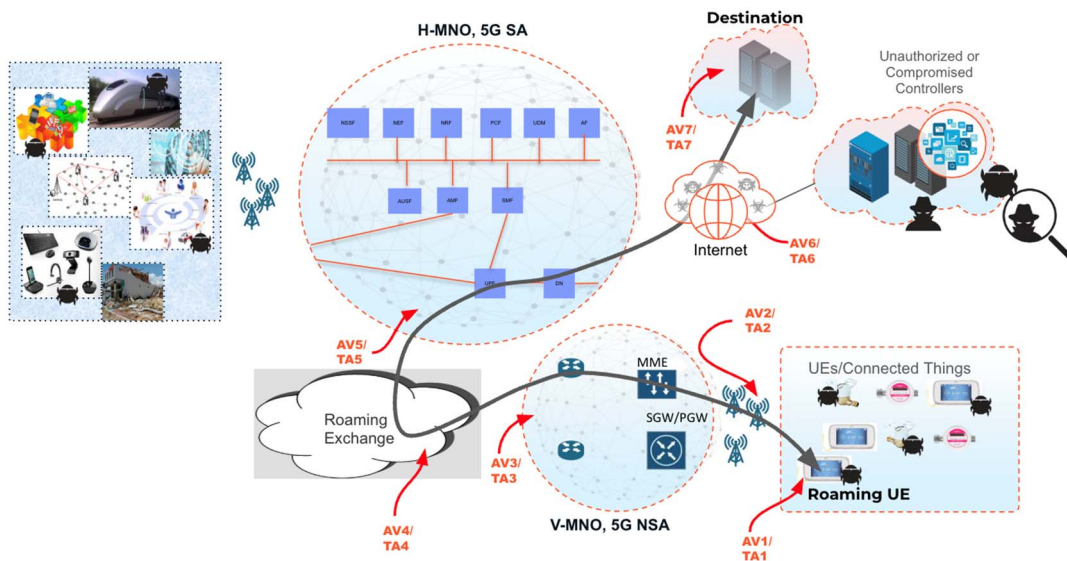 Destination
H-MNO, 5G SA
Unauthorized or
Compromised
Controllers
NSSF
NEF
NRF
PCF
UDM
AF
AV7/
TA7
AUSF
AMF
SMF
Internet
AV6/
TA6
UPF
DN
AV5/
TA5
AV2/
TA2
MME
UEs/Connected Things
Roaming
Exchange
SGW/PGW
AV3/
TA3
Roaming UE
AV4/
TA4
V-MNO, 5G NSA
AV1/
TA1